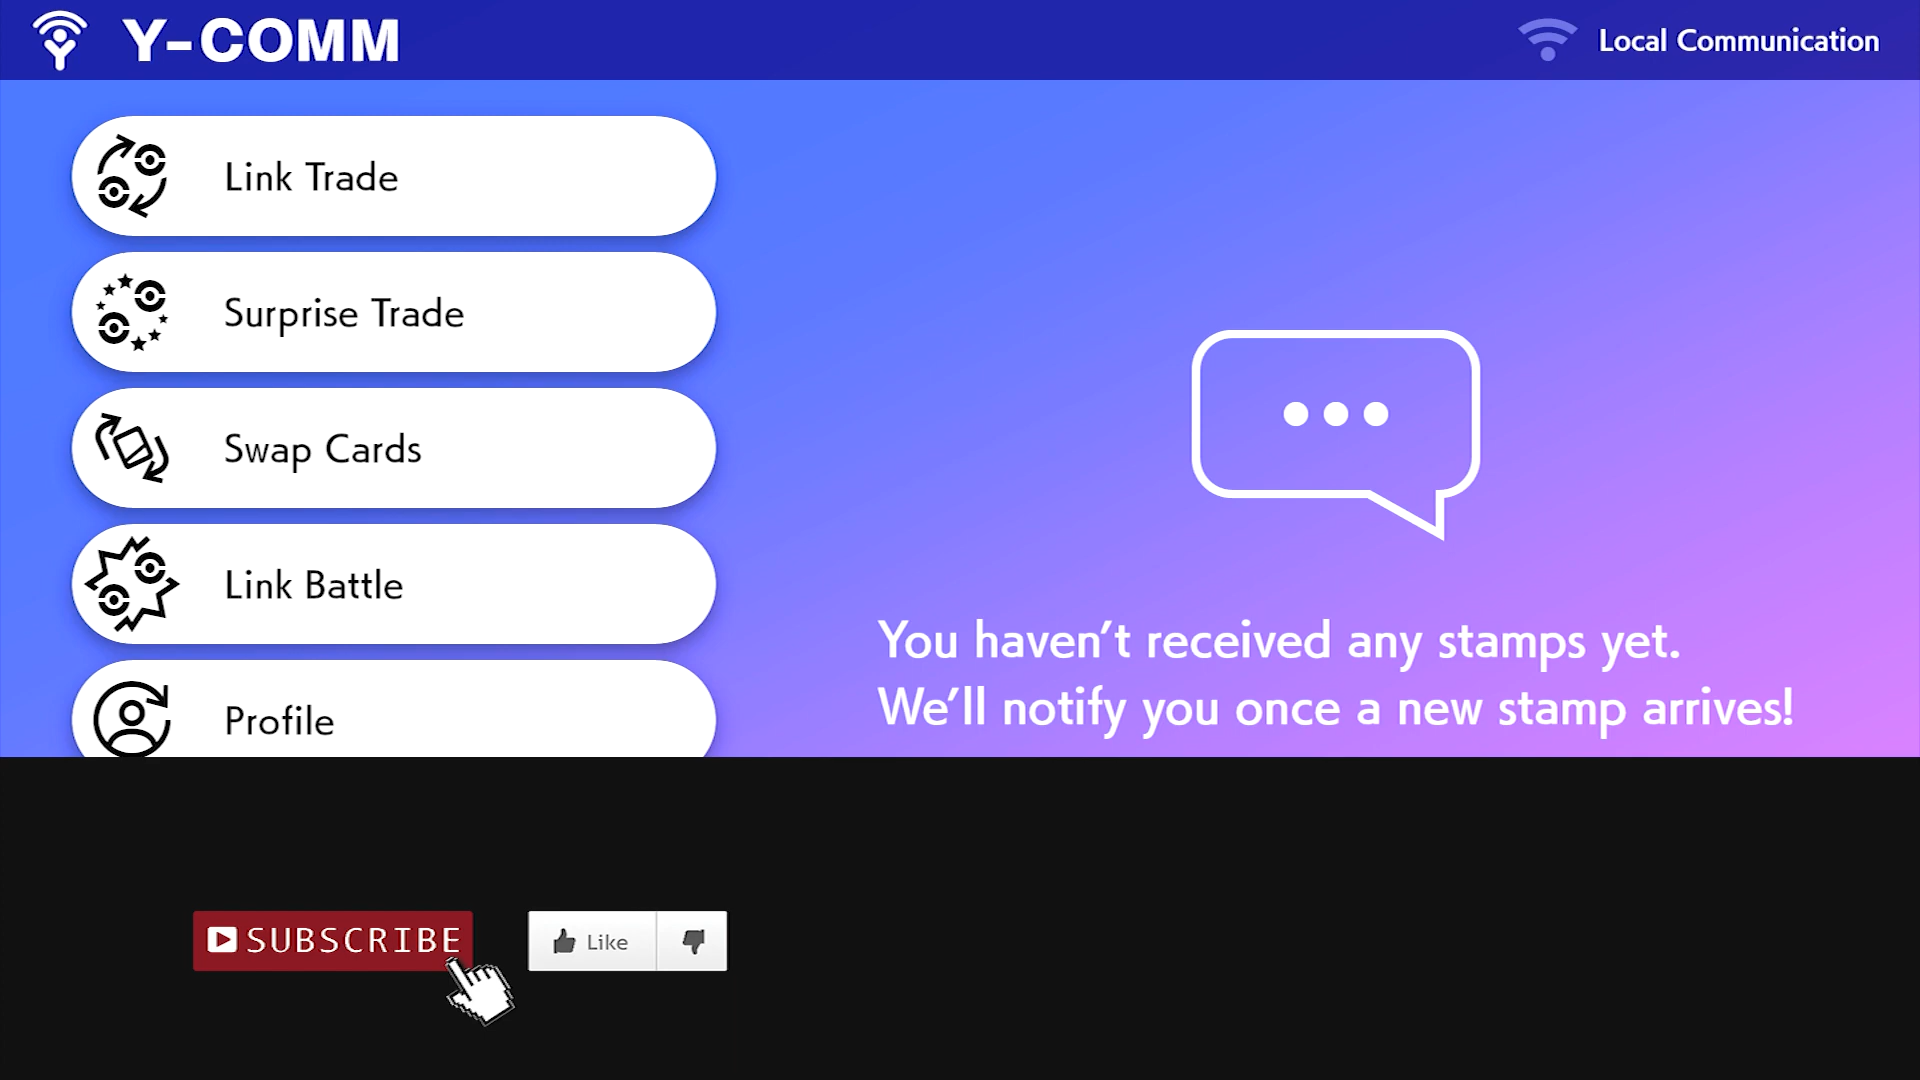 Y-COMM
Local Communication
Link Trade
Surprise Trade
Swap Cards
Link Battle
Profile
You haven’t received any stamps yet.
We’ll notify you once a new stamp arrives!
SUBSCRIBE
Like